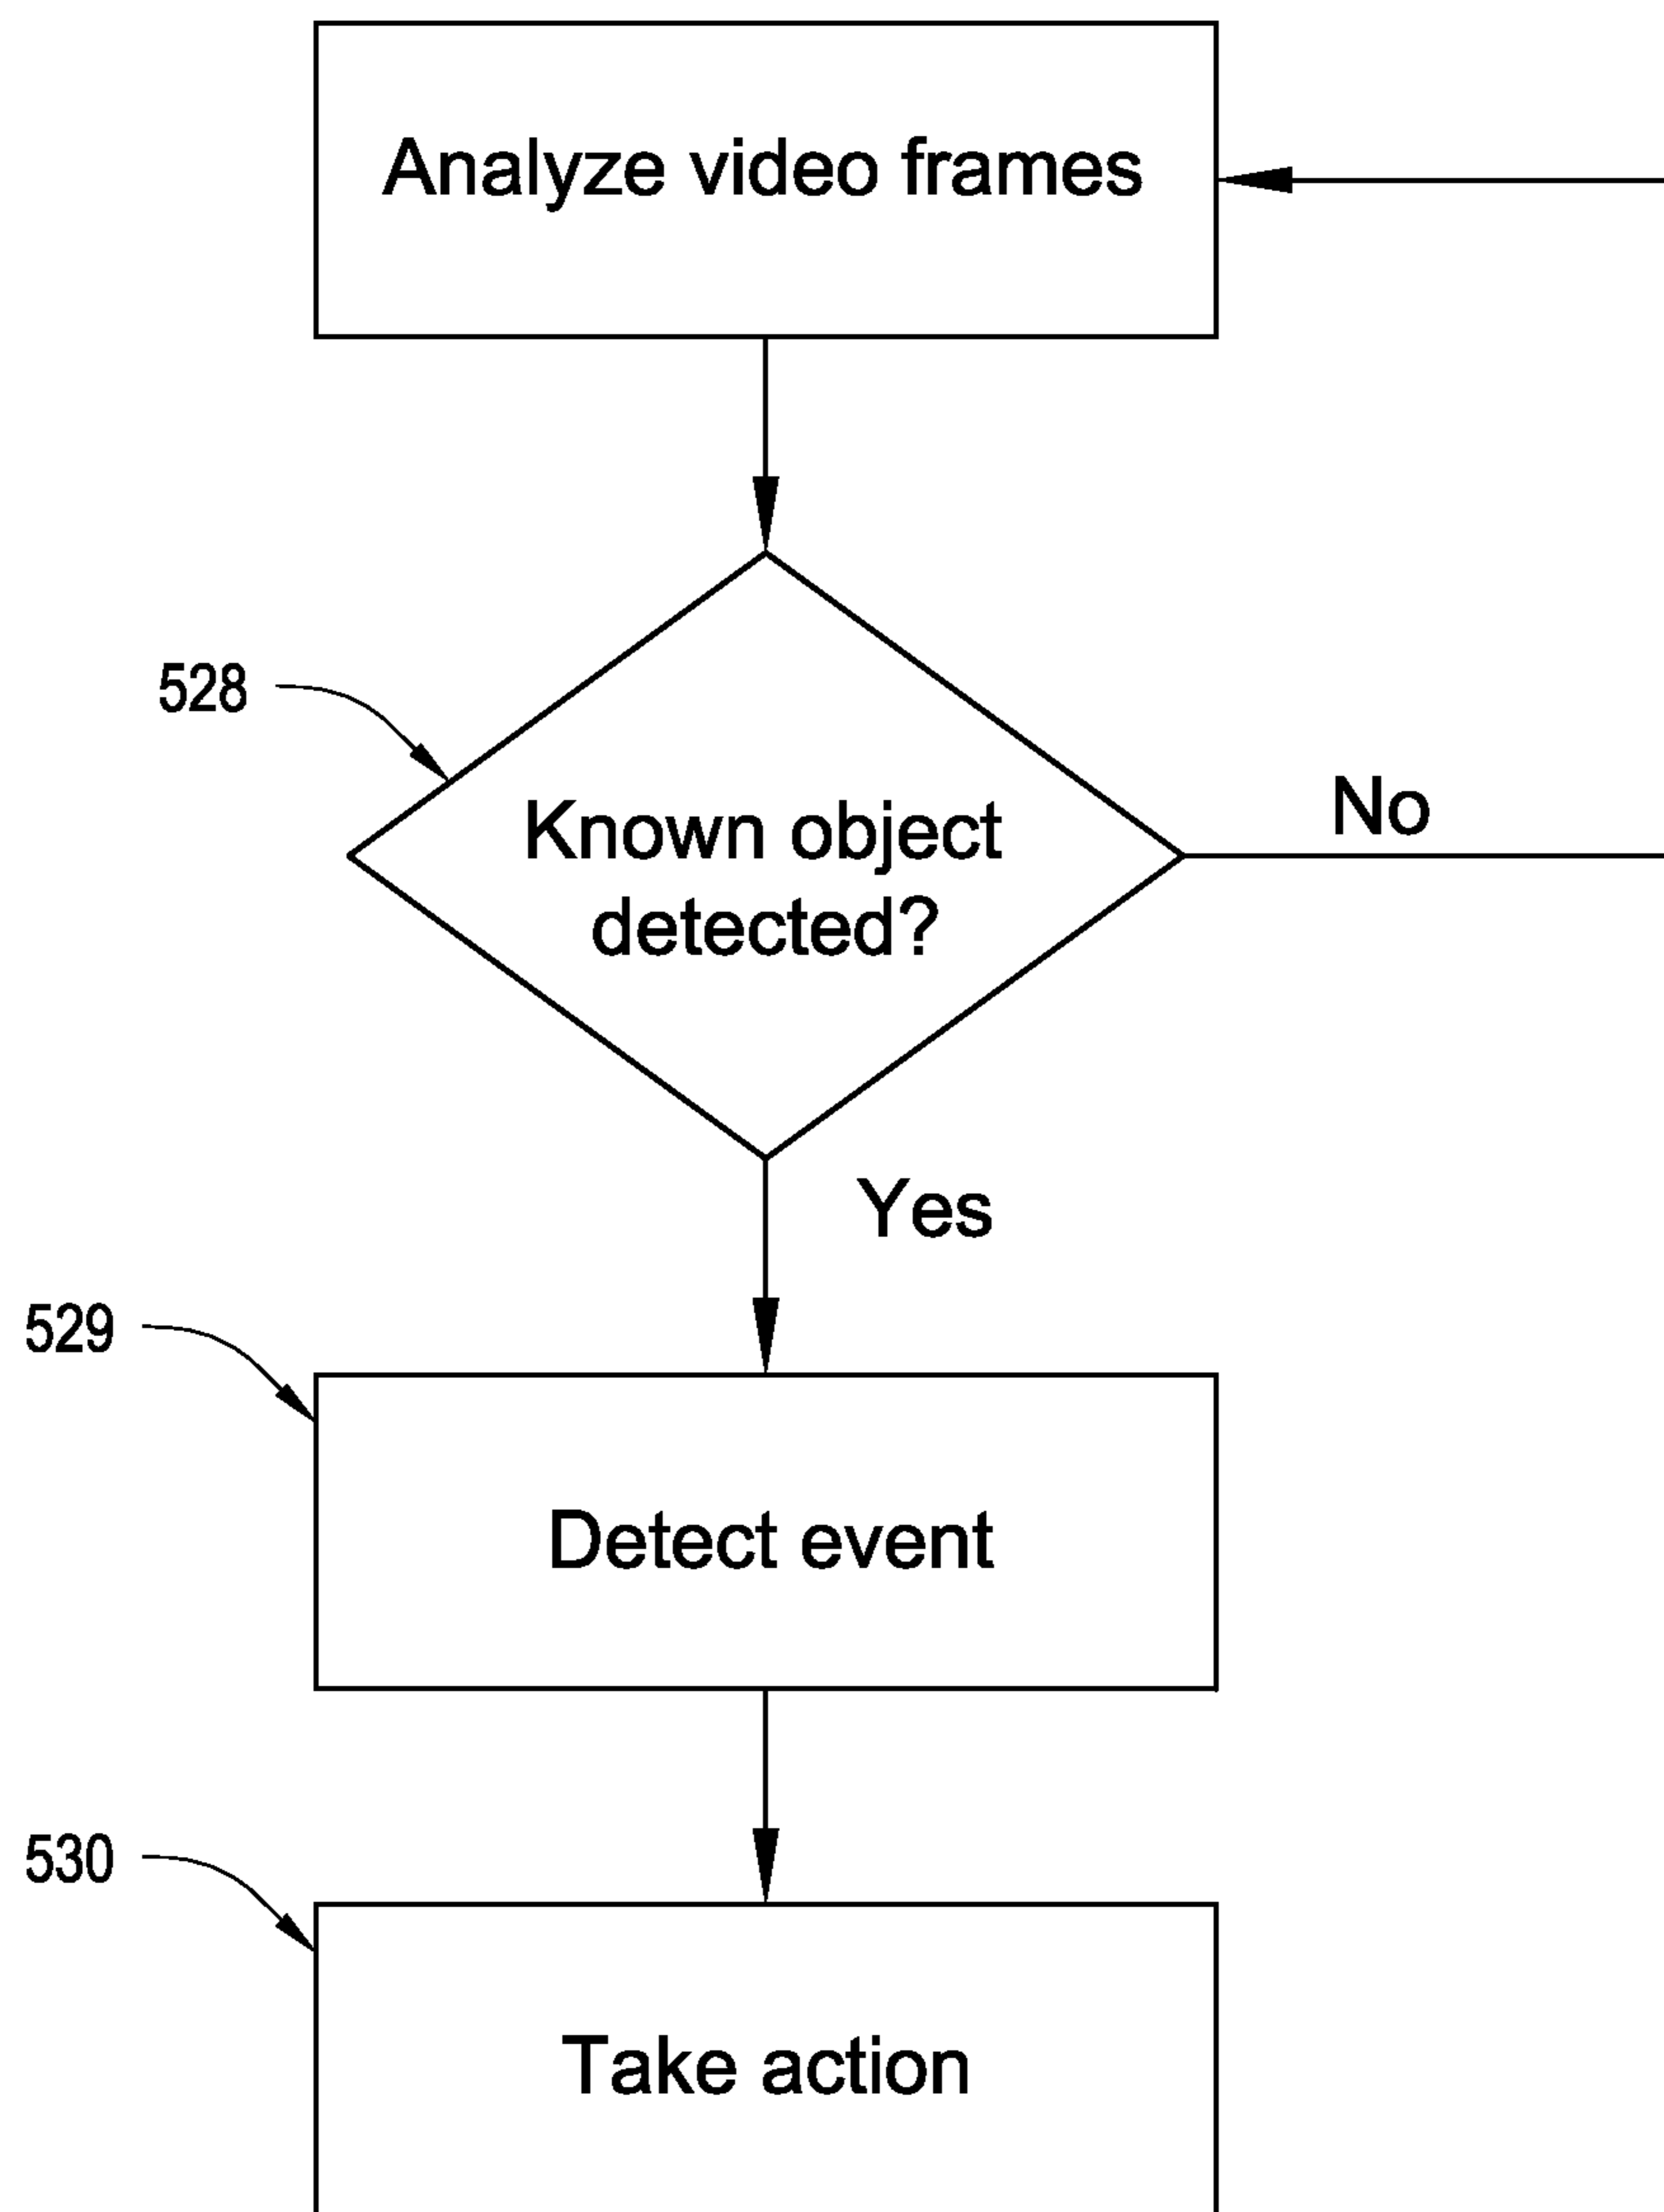 Analyze video frames
528
Known object
detected?
No
Yes
529
Detect event
530
Take action